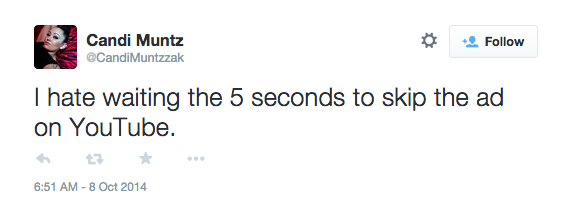 Candi Muntz
@CandiMuntzzak
Follow
I hate waiting the 5 seconds to skip the ad
on YouTube.
6:51 AM - 8 Oct 2014